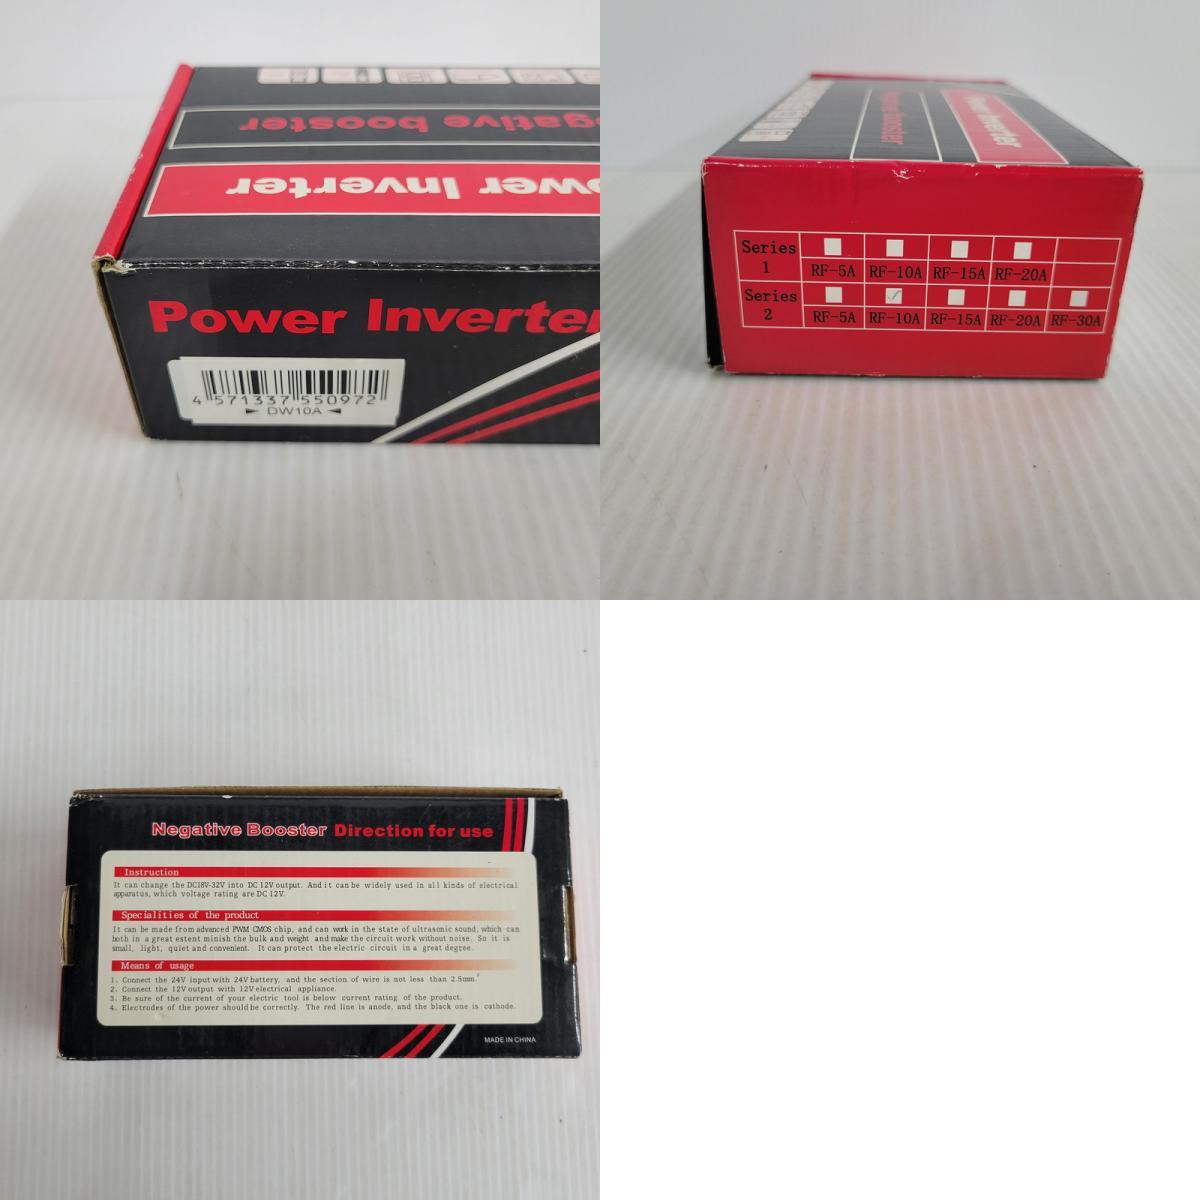 egative booster
ower Inverter
Power Inverter
4 571337 550972
DW10A
Power Inverter
Negative booster
Series 1
RF-5A RF-10A RF-15A RF-20A
Series 2
RF-5A RF-10A RF-15A RF-20A RF-30A
Negative Booster Direction for use
Instruction
It can change the DC18V-32V into DC 12V output. And it can be widely used in all kinds of electrical
apparatus, which voltage rating are DC 12V.
Specialities of the product
It can be made from advanced PWM CMOS chip, and can work in the state of ultrasonic sound, which can
both in a great estent minish the bulk and weight and make the circuit work without noise. So it is
small, light, quiet and convenient. It can protect the electric circuit in a great degree.
Means of usage
1. Connect the 24V input with 24V battery, and the section of wire is not less than 2.5mm.²
2. Connect the 12V output with 12V electrical appliance.
3. Be sure of the current of your electric tool is below current rating of the product.
4. Electrodes of the power should be correctly. The red line is anode, and the black one is cathode.
MADE IN CHINA